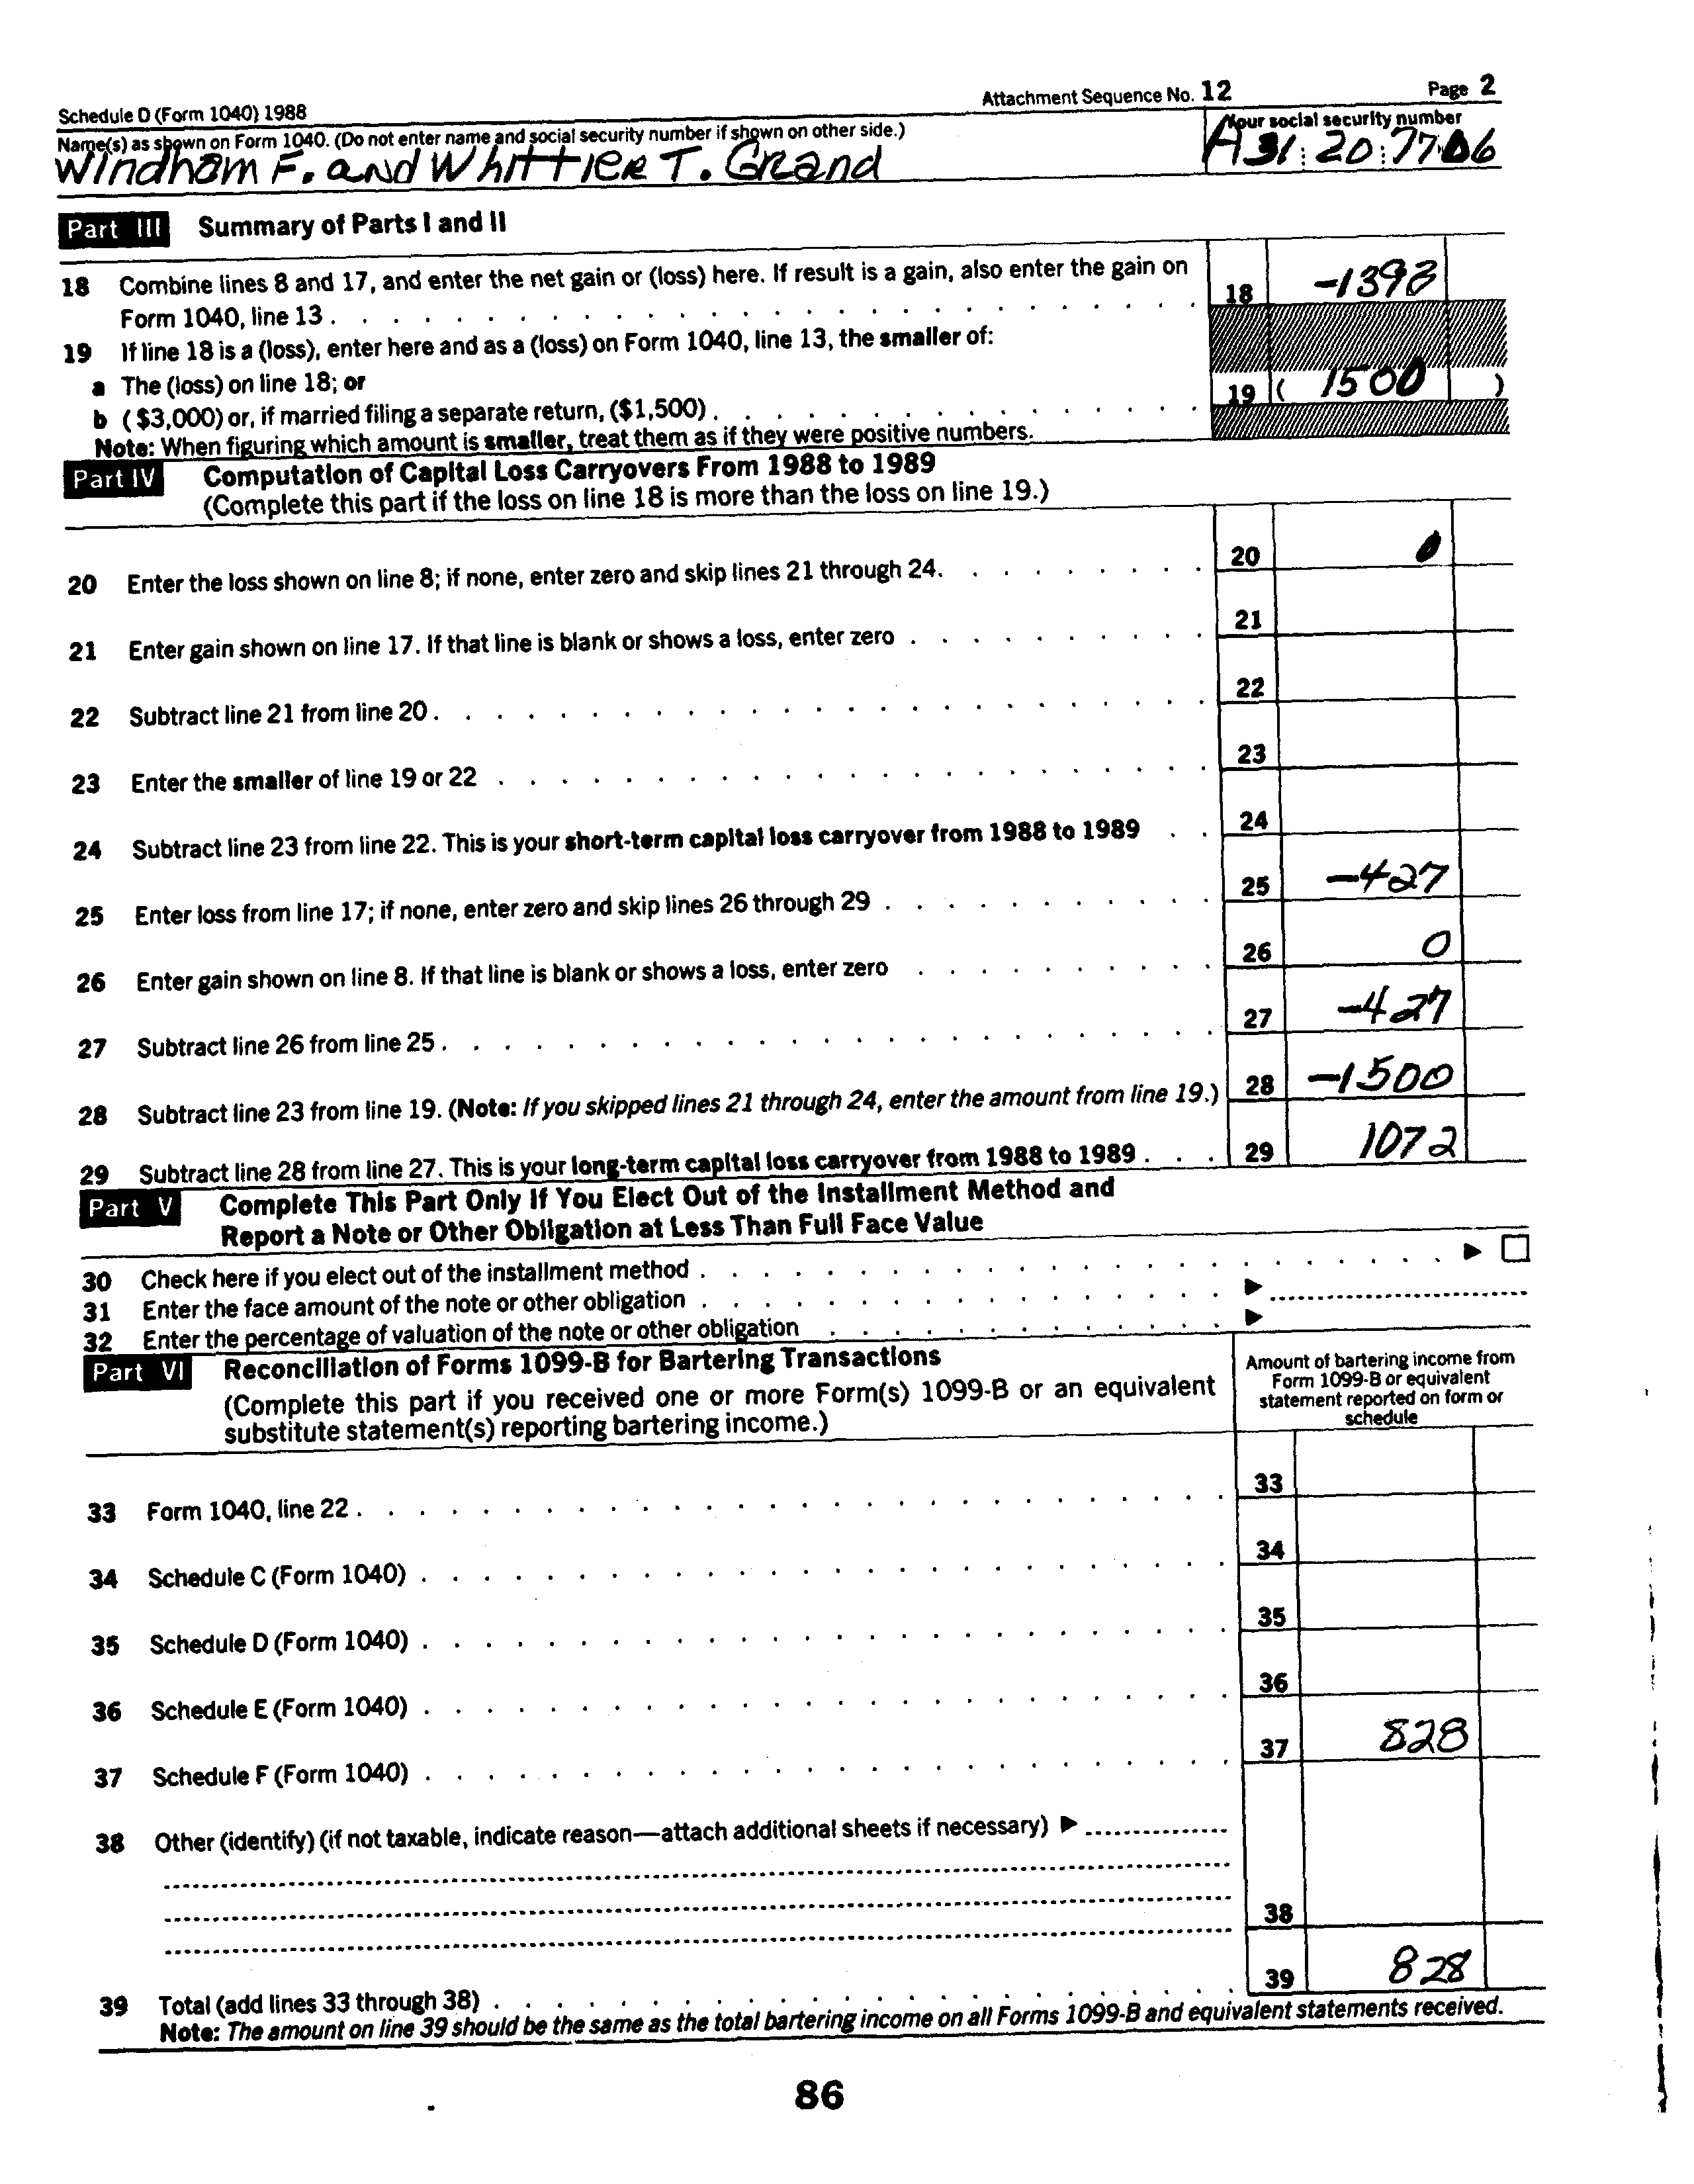 Schedule D (Form 1040) 1988 Attachment Sequence No. 12 Page 2
Name(s) as shown on Form 1040. (Do not enter name and social security number if shown on other side.) Your social security number
Windham F. and Whittier T. Grand A31:20:7706
Part III Summary of Parts I and II
18 Combine lines 8 and 17, and enter the net gain or (loss) here. If result is a gain, also enter the gain on
Form 1040, line 13 . 18 -1398
19 If line 18 is a (loss), enter here and as a (loss) on Form 1040, line 13, the smaller of:
a The (loss) on line 18; or
b ($3,000) or, if married filing a separate return, ($1,500) . 19 ( 1500 )
Note: When figuring which amount is smaller, treat them as if they were positive numbers.
Part IV Computation of Capital Loss Carryovers From 1988 to 1989
(Complete this part if the loss on line 18 is more than the loss on line 19.)
20 Enter the loss shown on line 8; if none, enter zero and skip lines 21 through 24. 20 0
21 Enter gain shown on line 17. If that line is blank or shows a loss, enter zero 21
22 Subtract line 21 from line 20 . 22
23 Enter the smaller of line 19 or 22 23
24 Subtract line 23 from line 22. This is your short-term capital loss carryover from 1988 to 1989 24
25 Enter loss from line 17; if none, enter zero and skip lines 26 through 29 25 -427
26 Enter gain shown on line 8. If that line is blank or shows a loss, enter zero 26 0
27 Subtract line 26 from line 25 . 27 -427
28 Subtract line 23 from line 19. (Note: If you skipped lines 21 through 24, enter the amount from line 19.) 28 -1500
29 Subtract line 28 from line 27. This is your long-term capital loss carryover from 1988 to 1989 . 29 1072
Part V Complete This Part Only If You Elect Out of the Installment Method and
Report a Note or Other Obligation at Less Than Full Face Value
30 Check here if you elect out of the installment method . ► ☐
31 Enter the face amount of the note or other obligation . ►
32 Enter the percentage of valuation of the note or other obligation ►
Part VI Reconciliation of Forms 1099-B for Bartering Transactions
(Complete this part if you received one or more Form(s) 1099-B or an equivalent
substitute statement(s) reporting bartering income.)
Amount of bartering income from
Form 1099-B or equivalent
statement reported on form or
schedule
33 Form 1040, line 22 . 33
34 Schedule C (Form 1040) . 34
35 Schedule D (Form 1040) . 35
36 Schedule E (Form 1040) . 36
37 Schedule F (Form 1040) . 37 828
38 Other (identify) (if not taxable, indicate reason—attach additional sheets if necessary) ►
38
39 Total (add lines 33 through 38) . 39 828
Note: The amount on line 39 should be the same as the total bartering income on all Forms 1099-B and equivalent statements received.
86